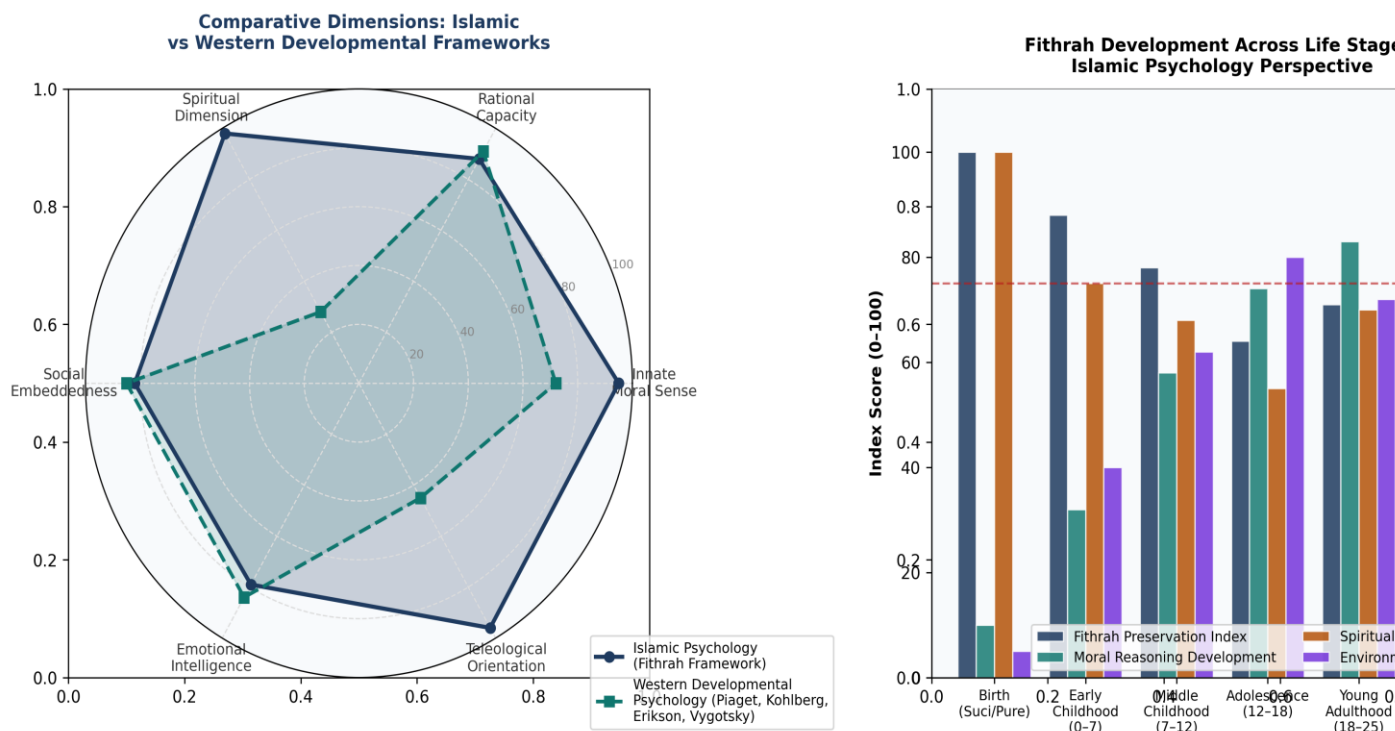 Comparative Dimensions: Islamic
vs Western Developmental Frameworks
1.0
0.8
0.6
0.4
0.2
0.0
0.0
0.2
0.4
0.6
0.8
Spiritual
Dimension
Rational
Capacity
Social
Embeddedness
Innate
Moral Sense
Emotional
Intelligence
Teleological
Orientation
20
40
60
80
100
Islamic Psychology
(Fithrah Framework)
Western Developmental
Psychology (Piaget, Kohlberg,
Erikson, Vygotsky)
Fithrah Development Across Life Stage
Islamic Psychology Perspective
Index Score (0–100)
1.0
100
0.8
80
0.6
60
0.4
40
0.2
20
0.0
0.0
0.2
0.4
0.6
Birth
(Suci/Pure)
Early
Childhood
(0–7)
Middle
Childhood
(7–12)
Adolescence
(12–18)
Young
Adulthood
(18–25)
Fithrah Preservation Index
Moral Reasoning Development
Spiritual